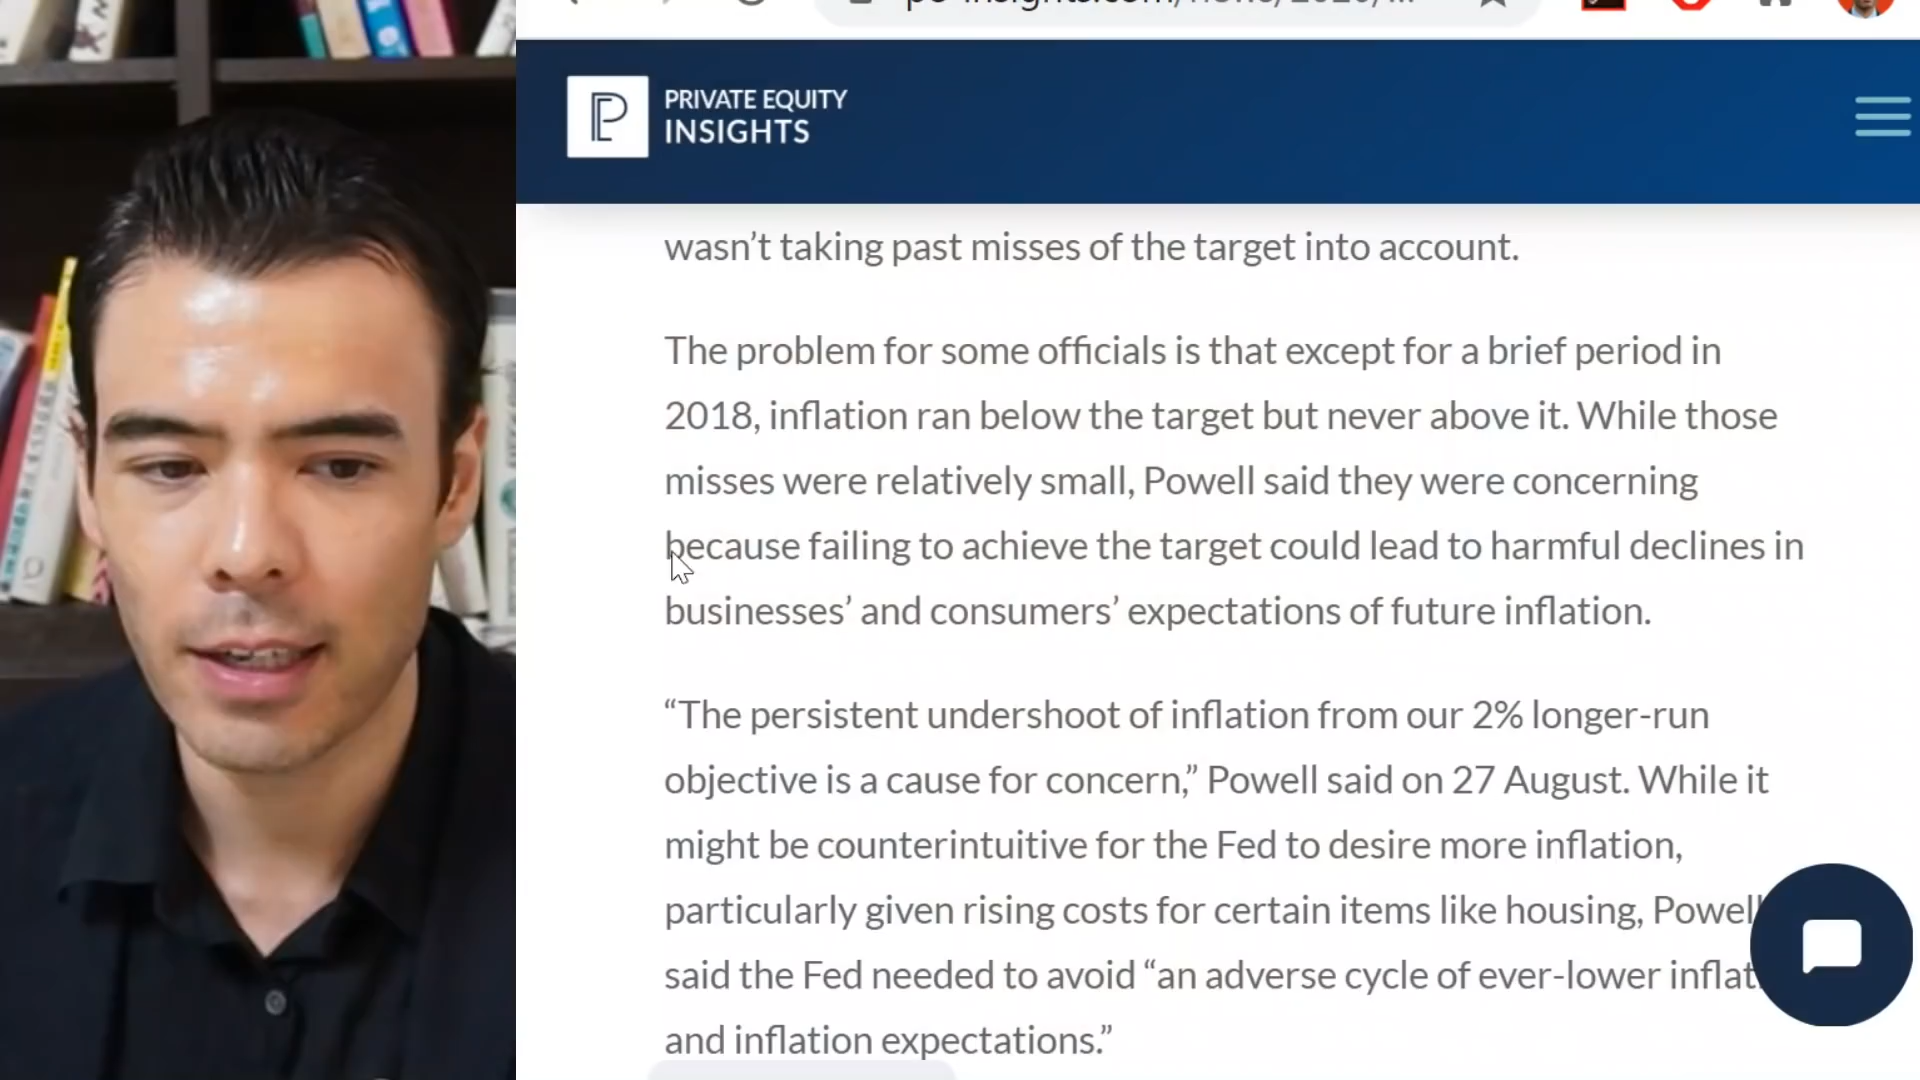 PRIVATE EQUITY
INSIGHTS
wasn’t taking past misses of the target into account.
The problem for some officials is that except for a brief period in
2018, inflation ran below the target but never above it. While those
misses were relatively small, Powell said they were concerning
because failing to achieve the target could lead to harmful declines in
businesses’ and consumers’ expectations of future inflation.
“The persistent undershoot of inflation from our 2% longer-run
objective is a cause for concern,” Powell said on 27 August. While it
might be counterintuitive for the Fed to desire more inflation,
particularly given rising costs for certain items like housing, Powell
said the Fed needed to avoid “an adverse cycle of ever-lower
and inflation expectations.”